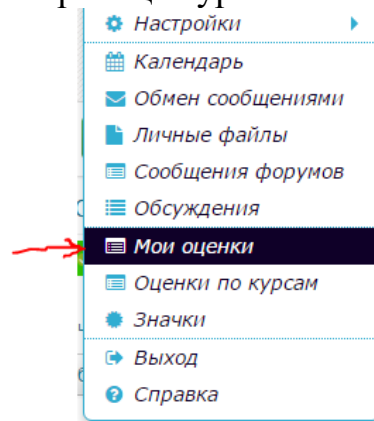 Настройки
Календарь
Обмен сообщениями
Личные файлы
Сообщения форумов
Обсуждения
Мои оценки
Оценки по курсам
Значки
Выход
Справка